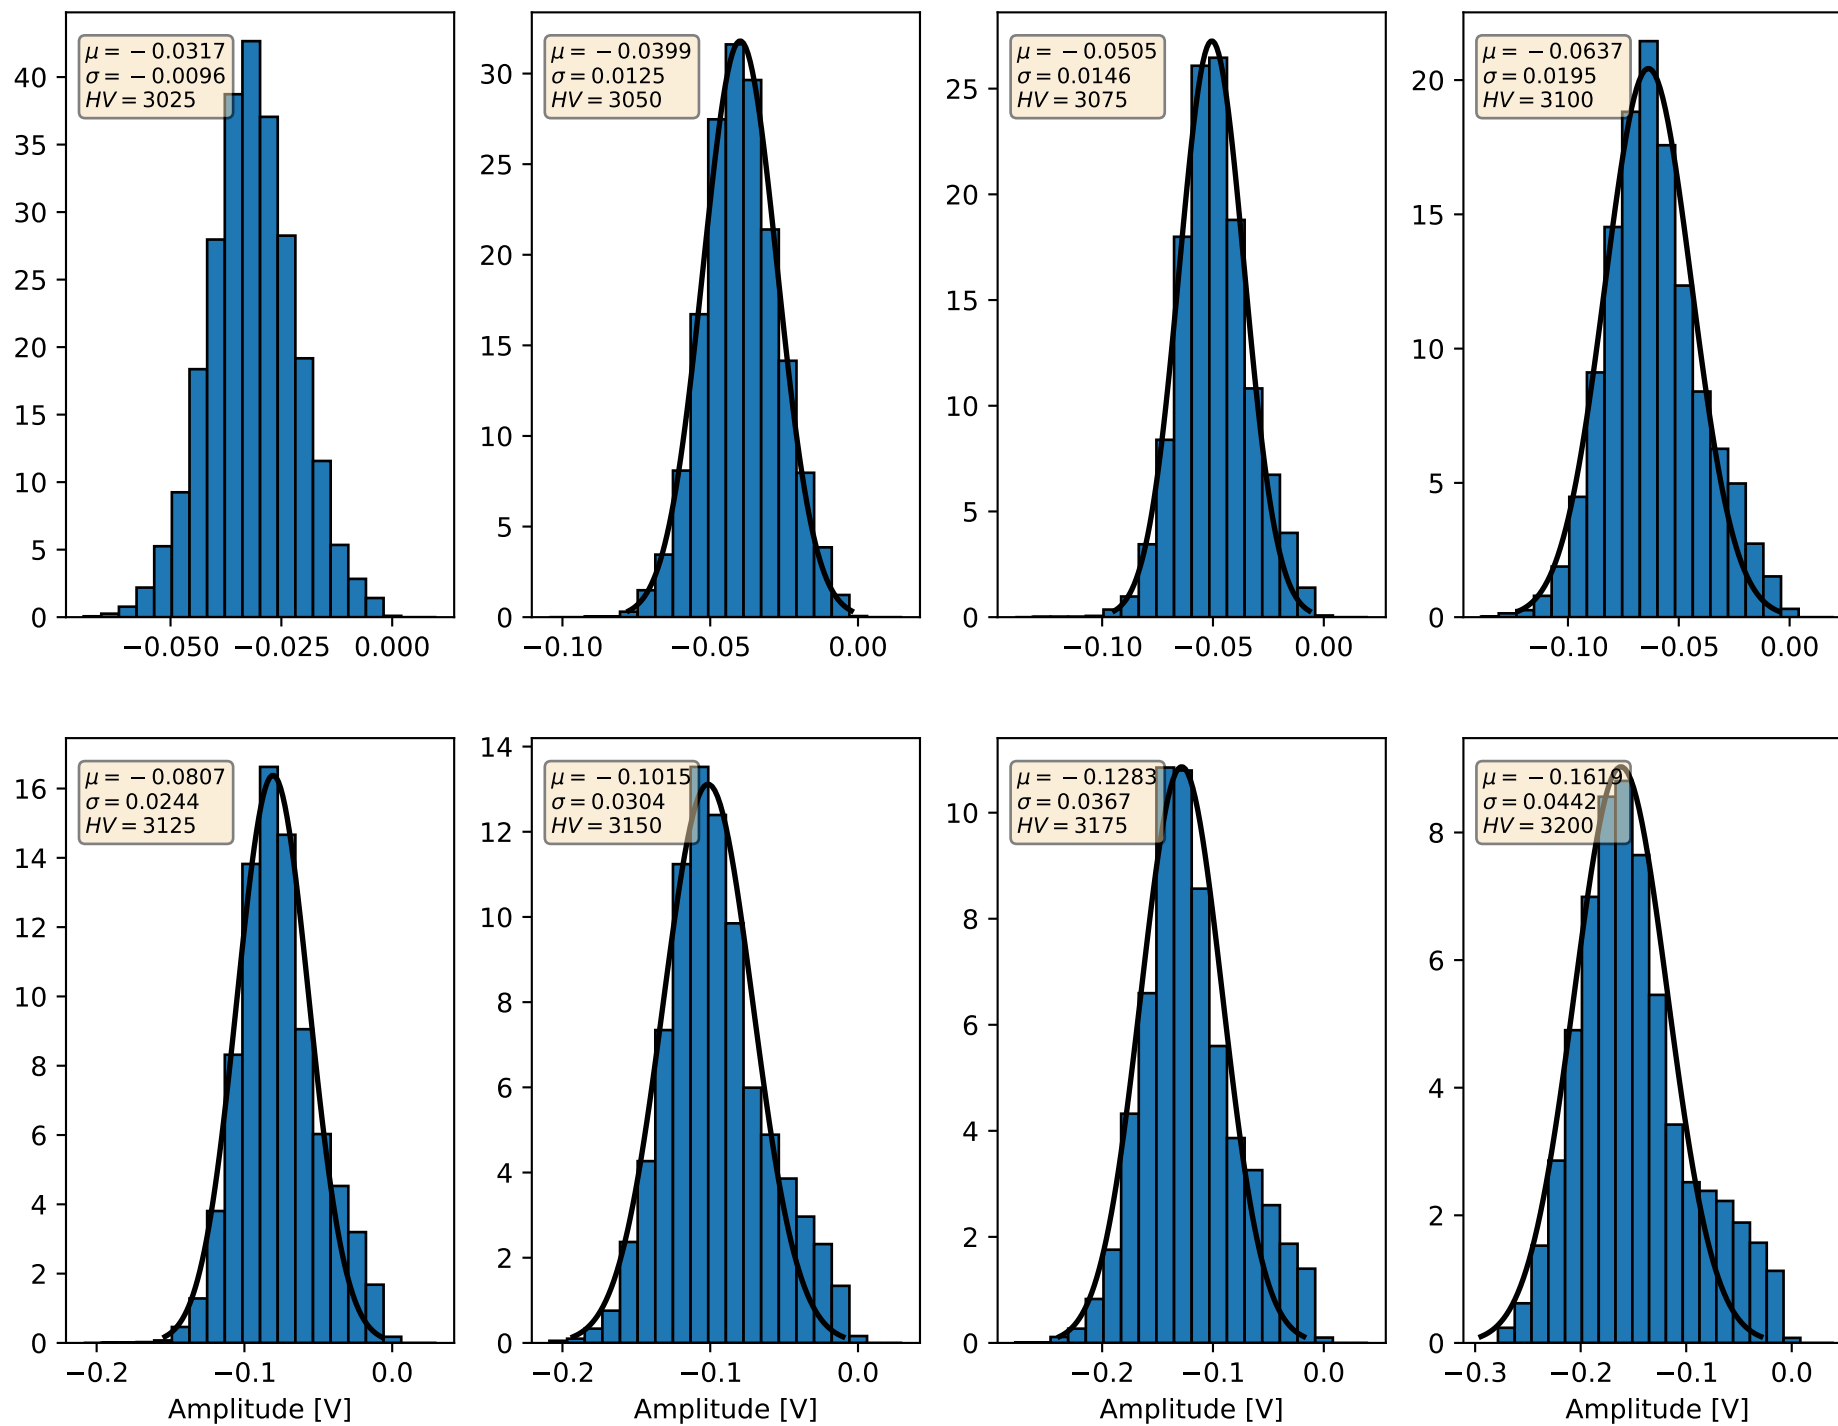 μ = −0.0317
σ = −0.0096
HV = 3025
40
35
30
25
20
15
10
5
0
−0.050 −0.025 0.000
μ = −0.0399
σ = 0.0125
HV = 3050
30
25
20
15
10
5
0
−0.10 −0.05 0.00
μ = −0.0505
σ = 0.0146
HV = 3075
25
20
15
10
5
0
−0.10 −0.05 0.00
μ = −0.0637
σ = 0.0195
HV = 3100
20
15
10
5
0
−0.10 −0.05 0.00
μ = −0.0807
σ = 0.0244
HV = 3125
16
14
12
10
8
6
4
2
0
−0.2 −0.1 0.0
Amplitude [V]
μ = −0.1015
σ = 0.0304
HV = 3150
14
12
10
8
6
4
2
0
−0.2 −0.1 0.0
Amplitude [V]
μ = −0.1283
σ = 0.0367
HV = 3175
10
8
6
4
2
0
−0.2 −0.1 0.0
Amplitude [V]
μ = −0.1619
σ = 0.0442
HV = 3200
8
6
4
2
0
−0.3 −0.2 −0.1 0.0
Amplitude [V]